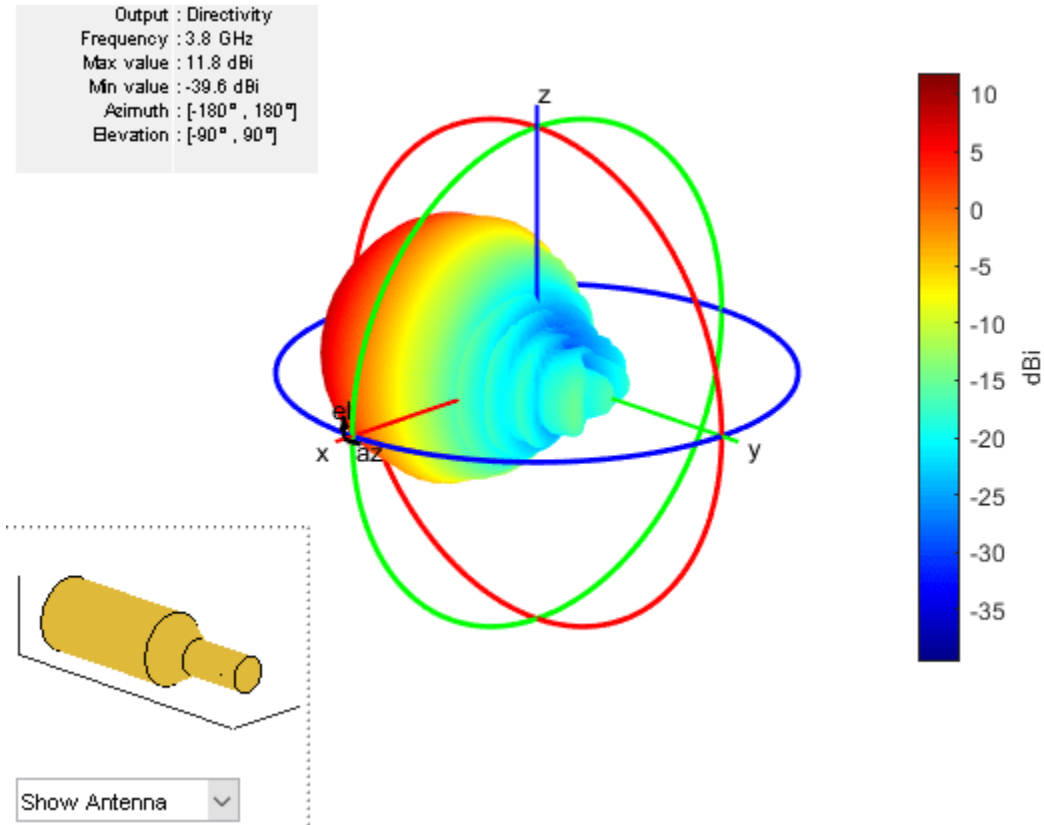 Output : Directivity
Frequency : 3.8 GHz
Max value : 11.8 dBi
Min value : -39.6 dBi
Azimuth : [-180° , 180°]
Elevation : [-90° , 90°]
z
x
y
el
az
10
5
0
-5
-10
-15
-20
-25
-30
-35
dBi
Show Antenna